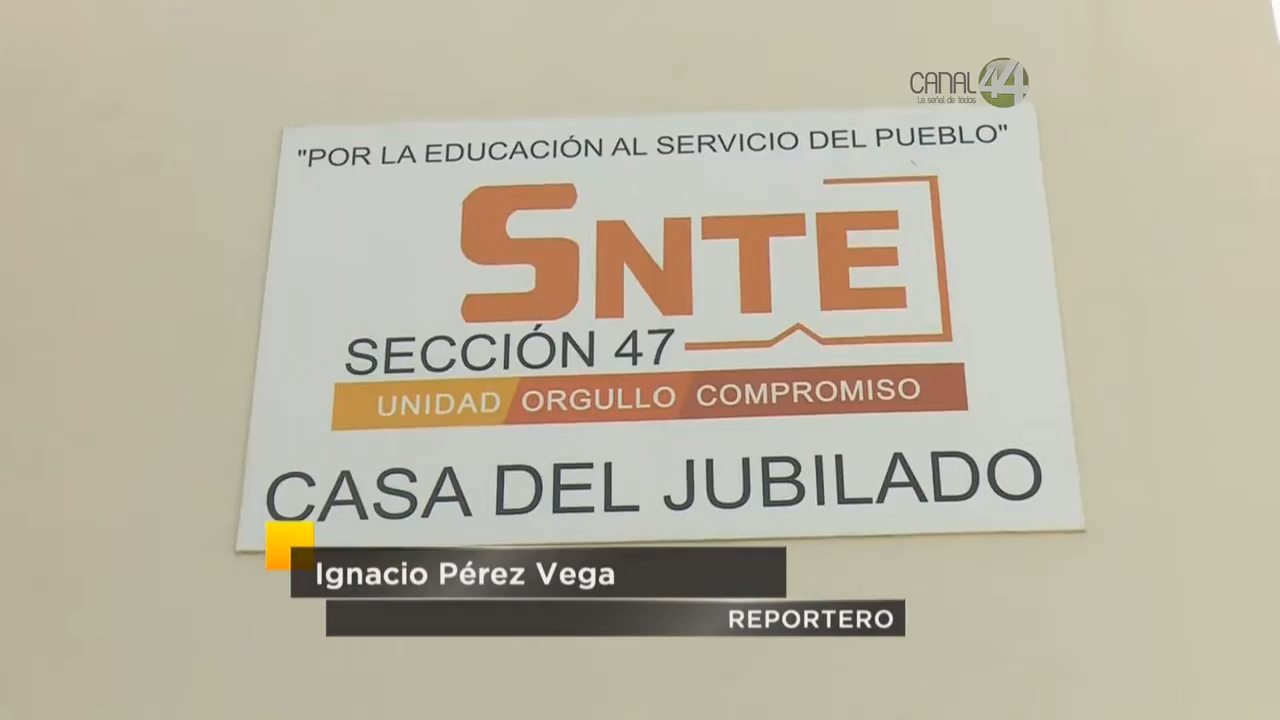 CANAL 44
La señal de todos
"POR LA EDUCACIÓN AL SERVICIO DEL PUEBLO"
SNTE
SECCIÓN 47
UNIDAD ORGULLO COMPROMISO
CASA DEL JUBILADO
Ignacio Pérez Vega
REPORTERO